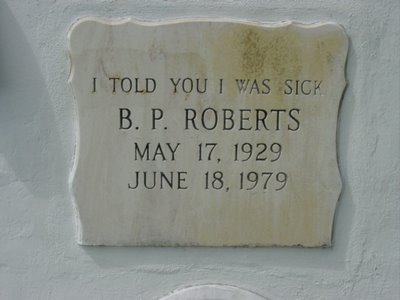 I TOLD YOU I WAS SICK
B. P. ROBERTS
MAY 17, 1929
JUNE 18, 1979